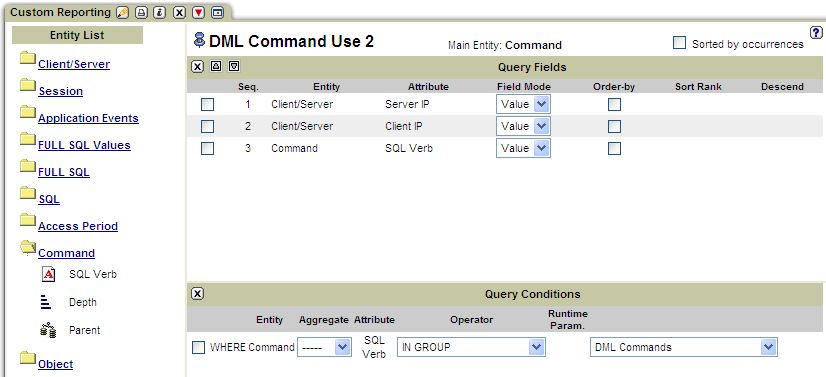 Custom Reporting
Entity List
Client/Server
Session
Application Events
FULL SQL Values
FULL SQL
SQL
Access Period
Command
A SQL Verb
Depth
Parent
Object
DML Command Use 2
Main Entity: Command
Sorted by occurrences
?
Query Fields
Seq. Entity Attribute Field Mode Order-by Sort Rank Descend
1 Client/Server Server IP Value
2 Client/Server Client IP Value
3 Command SQL Verb Value
Query Conditions
Entity Aggregate Attribute Operator Runtime Param.
WHERE Command ----- SQL Verb IN GROUP DML Commands